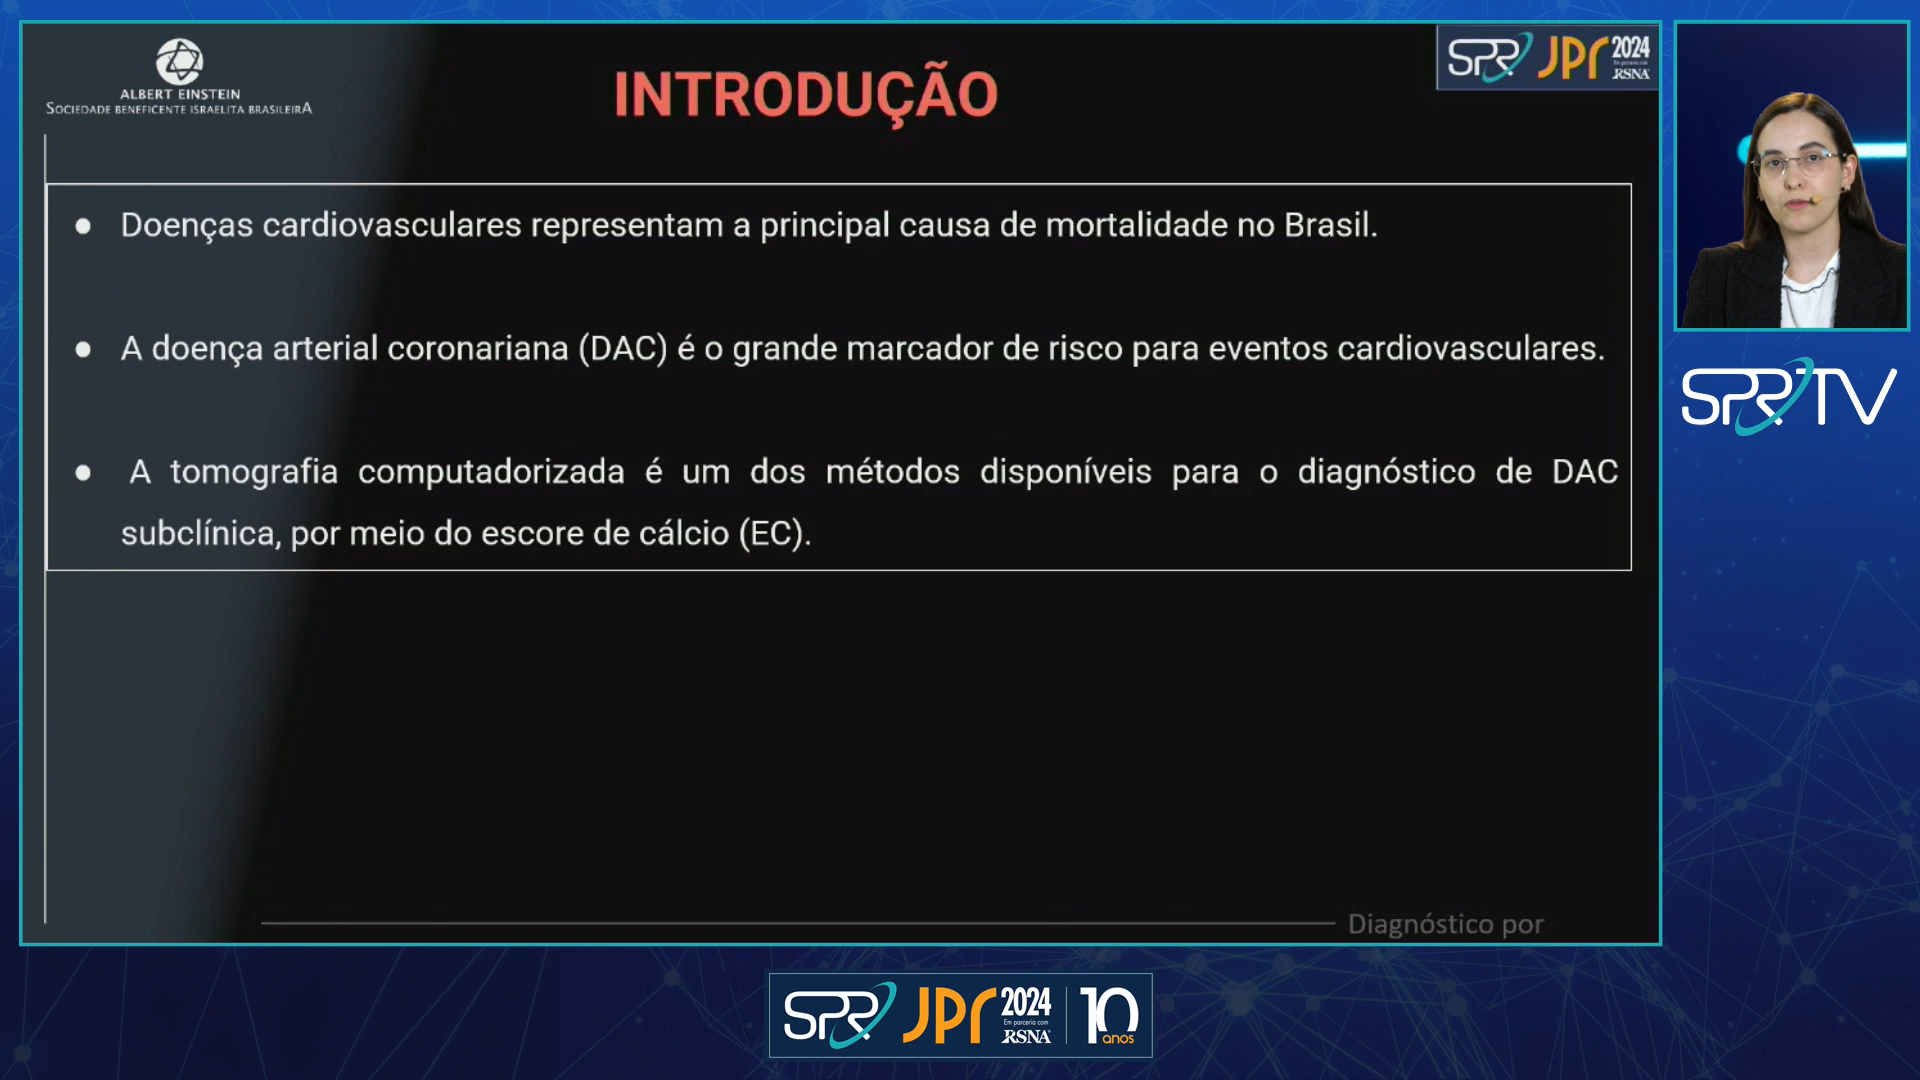 ALBERT EINSTEIN
SOCIEDADE BENEFICENTE ISRAELITA BRASILEIRA
INTRODUÇÃO
SPR JPR 2024
Em parceria com
RSNA
● Doenças cardiovasculares representam a principal causa de mortalidade no Brasil.
● A doença arterial coronariana (DAC) é o grande marcador de risco para eventos cardiovasculares.
● A tomografia computadorizada é um dos métodos disponíveis para o diagnóstico de DAC
subclínica, por meio do escore de cálcio (EC).
Diagnóstico por
SPR TV
SPR JPR 2024
Em parceria com
RSNA
10
anos